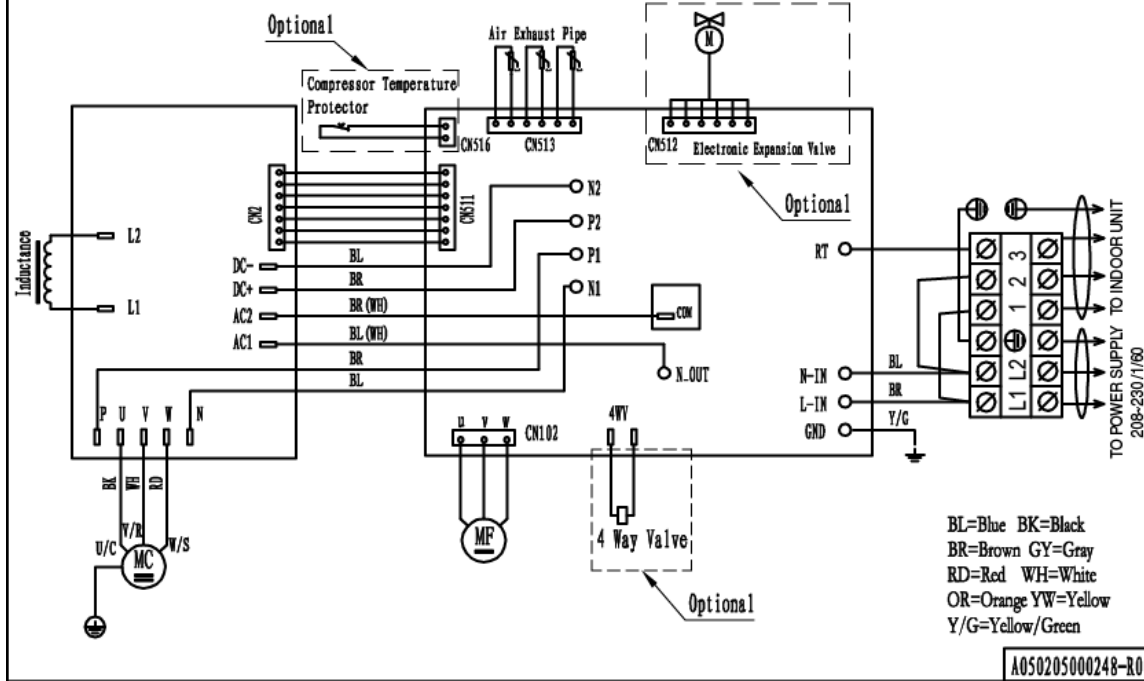 Optional
Air Exhaust Pipe
M
Compressor Temperature
Protector
CN516
CN513
CN512
Electronic Expansion Valve
Optional
CN2
CN511
N2
P2
P1
N1
Inductance
L2
L1
DC-
DC+
AC2
AC1
BL
BR
BR(WH)
BL(WH)
BR
BL
COM
N_OUT
RT
N-IN
L-IN
GND
BL
BR
Y/G
3
2
1
L2
L1
TO INDOOR UNIT
TO POWER SUPPLY
208-230/1/60
P U V W N
BK
WH
RD
U/C
V/R
W/S
MC
U V W
CN102
MF
4WV
4 Way Valve
Optional
BL=Blue BK=Black
BR=Brown GY=Gray
RD=Red WH=White
OR=Orange YW=Yellow
Y/G=Yellow/Green
A050205000248-R0